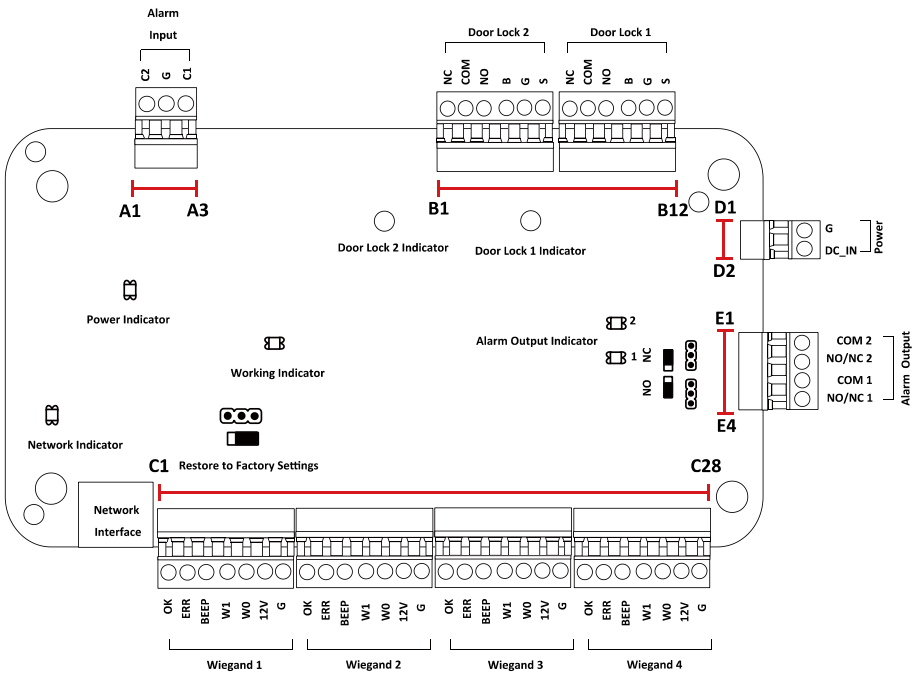 Alarm
Input
C2 G C1
Door Lock 2
NC COM NO B G S
Door Lock 1
NC COM NO B G S
A1 A3
B1 B12
D1
D2
G
DC_IN
Power
Door Lock 2 Indicator
Door Lock 1 Indicator
Power Indicator
Working Indicator
Network Indicator
Alarm Output Indicator
2
1
NC
NO
E1
E4
COM 2
NO/NC 2
COM 1
NO/NC 1
Alarm Output
Restore to Factory Settings
C1 C28
Network
Interface
OK ERR BEEP W1 W0 12V G
OK ERR BEEP W1 W0 12V G
OK ERR BEEP W1 W0 12V G
OK ERR BEEP W1 W0 12V G
Wiegand 1
Wiegand 2
Wiegand 3
Wiegand 4